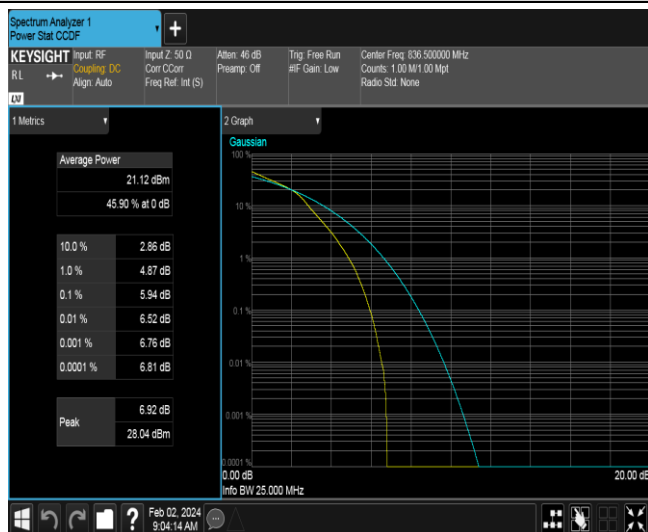 Spectrum Analyzer 1
Power Stat CCDF
KEYSIGHT
RL
LXI
Input: RF
Coupling: DC
Align: Auto
Input Z: 50 Ω
Corr CCorr
Freq Ref: Int (S)
Atten: 46 dB
Preamp: Off
Trig: Free Run
#IF Gain: Low
Center Freq: 836.500000 MHz
Counts: 1.00 M/1.00 Mpt
Radio Std: None
1 Metrics
Average Power
21.12 dBm
45.90 % at 0 dB
10.0 % 2.86 dB
1.0 % 4.87 dB
0.1 % 5.94 dB
0.01 % 6.52 dB
0.001 % 6.76 dB
0.0001 % 6.81 dB
Peak
6.92 dB
28.04 dBm
2 Graph
Gaussian
100 %
10 %
1 %
0.1 %
0.01 %
0.001 %
0.0001 %
0.00 dB
20.00 dB
Info BW 25.000 MHz
?
Feb 02, 2024
9:04:14 AM